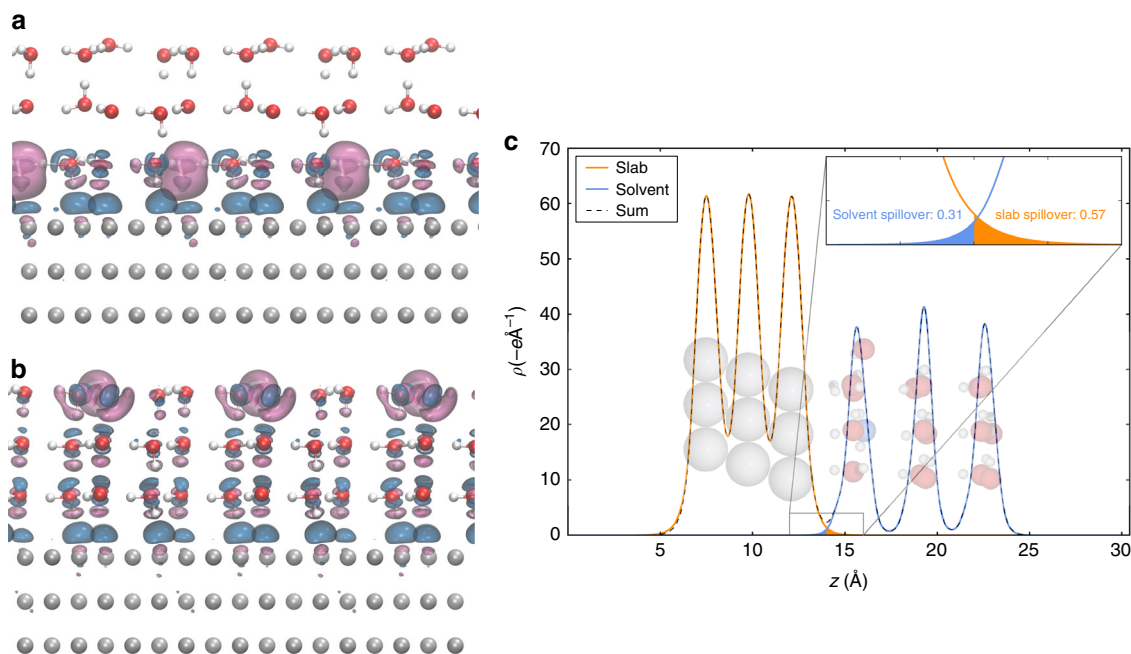 a
b
c
70
60
50
40
30
20
10
0
ρ(−eÅ⁻¹)
Slab
Solvent
Sum
Solvent spillover: 0.31
slab spillover: 0.57
5
10
15
20
25
30
z (Å)